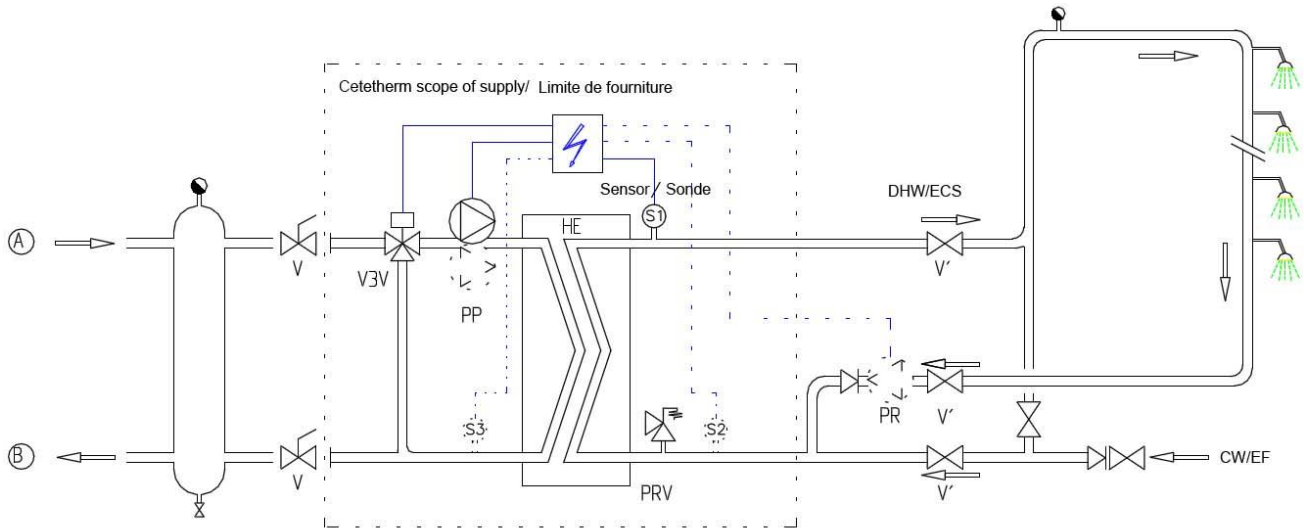 Cetetherm scope of supply/ Limite de fourniture
Sensor / Sonde
DHW/ECS
S1
HE
A
V
V3V
PP
V'
PR
V'
S3
S2
B
V
PRV
V'
CW/EF